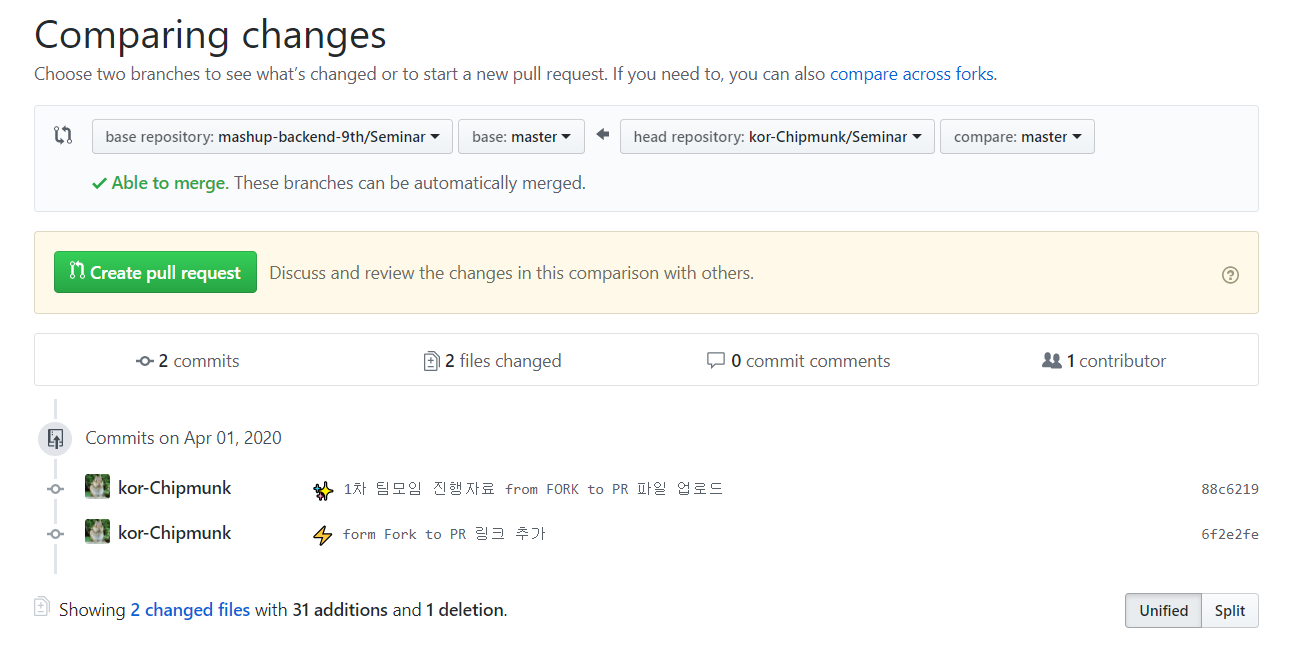 Comparing changes
Choose two branches to see what’s changed or to start a new pull request. If you need to, you can also compare across forks.
base repository: mashup-backend-9th/Seminar base: master head repository: kor-Chipmunk/Seminar compare: master
Able to merge. These branches can be automatically merged.
Create pull request Discuss and review the changes in this comparison with others.
2 commits 2 files changed 0 commit comments 1 contributor
Commits on Apr 01, 2020
kor-Chipmunk ✨ 1차 팀모임 진행자료 from FORK to PR 파일 업로드 88c6219
kor-Chipmunk ⚡ form Fork to PR 링크 추가 6f2e2fe
Showing 2 changed files with 31 additions and 1 deletion. Unified Split